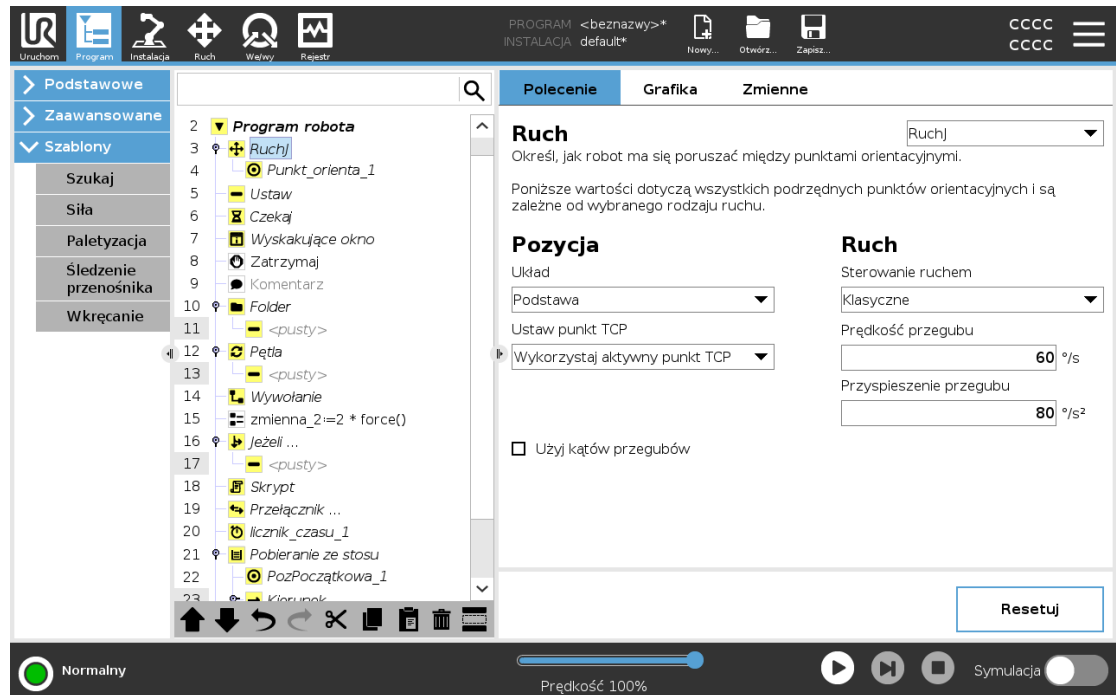 UR
PROGRAM <beznazwy>*
INSTALACJA default*
Uruchom
Program
Instalacja
Ruch
We/wy
Rejestr
Nowy...
Otwórz...
Zapisz...
CCCC
CCCC
Podstawowe
Zaawansowane
Szablony
Szukaj
Siła
Paletyzacja
Śledzenie
przenośnika
Wkręcanie
2 Program robota
3 RuchJ
4 Punkt_orienta_1
5 Ustaw
6 Czekaj
7 Wyskakujące okno
8 Zatrzymaj
9 Komentarz
10 Folder
11 <pusty>
12 Pętla
13 <pusty>
14 Wywołanie
15 zmienna_2≔2 * force()
16 Jeżeli ...
17 <pusty>
18 Skrypt
19 Przełącznik ...
20 licznik_czasu_1
21 Pobieranie ze stosu
22 PozPoczątkowa_1
23 Kierunek
Polecenie
Grafika
Zmienne
Ruch
RuchJ
Określ, jak robot ma się poruszać między punktami orientacyjnymi.
Poniższe wartości dotyczą wszystkich podrzędnych punktów orientacyjnych i są
zależne od wybranego rodzaju ruchu.
Pozycja
Układ
Podstawa
Ustaw punkt TCP
Wykorzystaj aktywny punkt TCP
Ruch
Sterowanie ruchem
Klasyczne
Prędkość przegubu
60 °/s
Przyspieszenie przegubu
80 °/s²
Użyj kątów przegubów
Resetuj
Normalny
Prędkość 100%
Symulacja